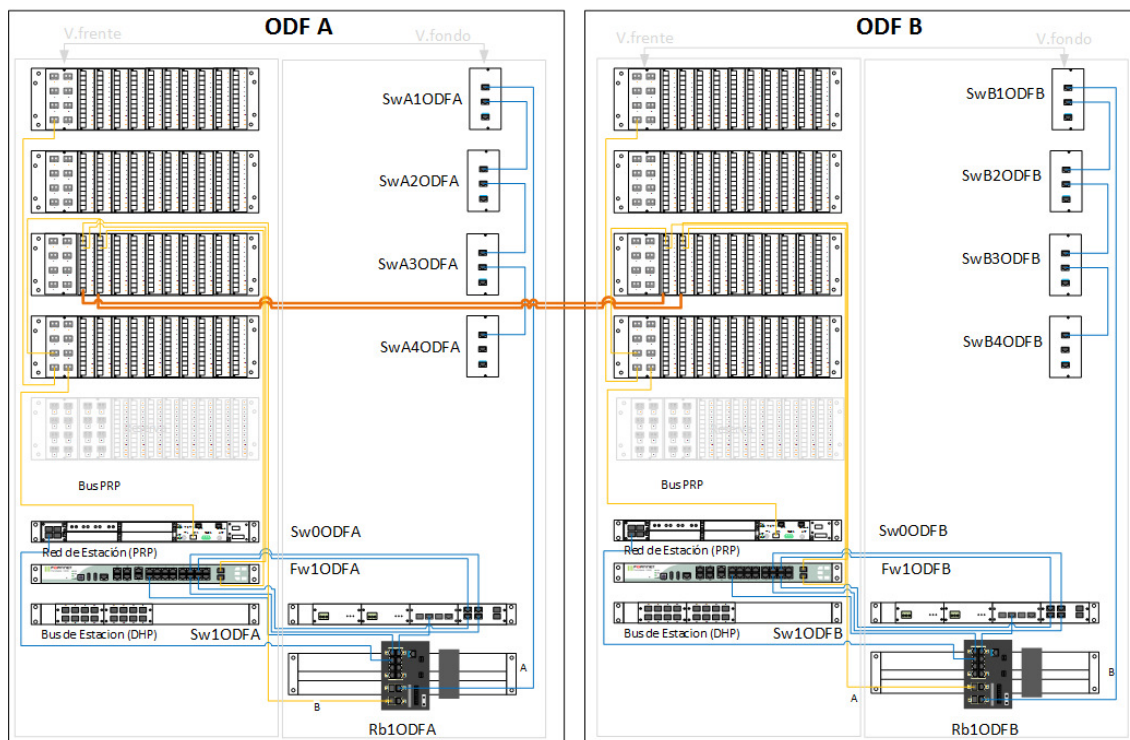 ODF A
V.frente
V.fondo
SwA1ODFA
SwA2ODFA
SwA3ODFA
SwA4ODFA
Bus PRP
Sw0ODFA
Red de Estación (PRP)
Fw1ODFA
Bus de Estacion (DHP)
Sw1ODFA
A
B
Rb1ODFA
ODF B
V.frente
V.fondo
SwB1ODFB
SwB2ODFB
SwB3ODFB
SwB4ODFB
Bus PRP
Sw0ODFB
Red de Estación (PRP)
Fw1ODFB
Bus de Estacion (DHP)
Sw1ODFB
B
A
Rb1ODFB